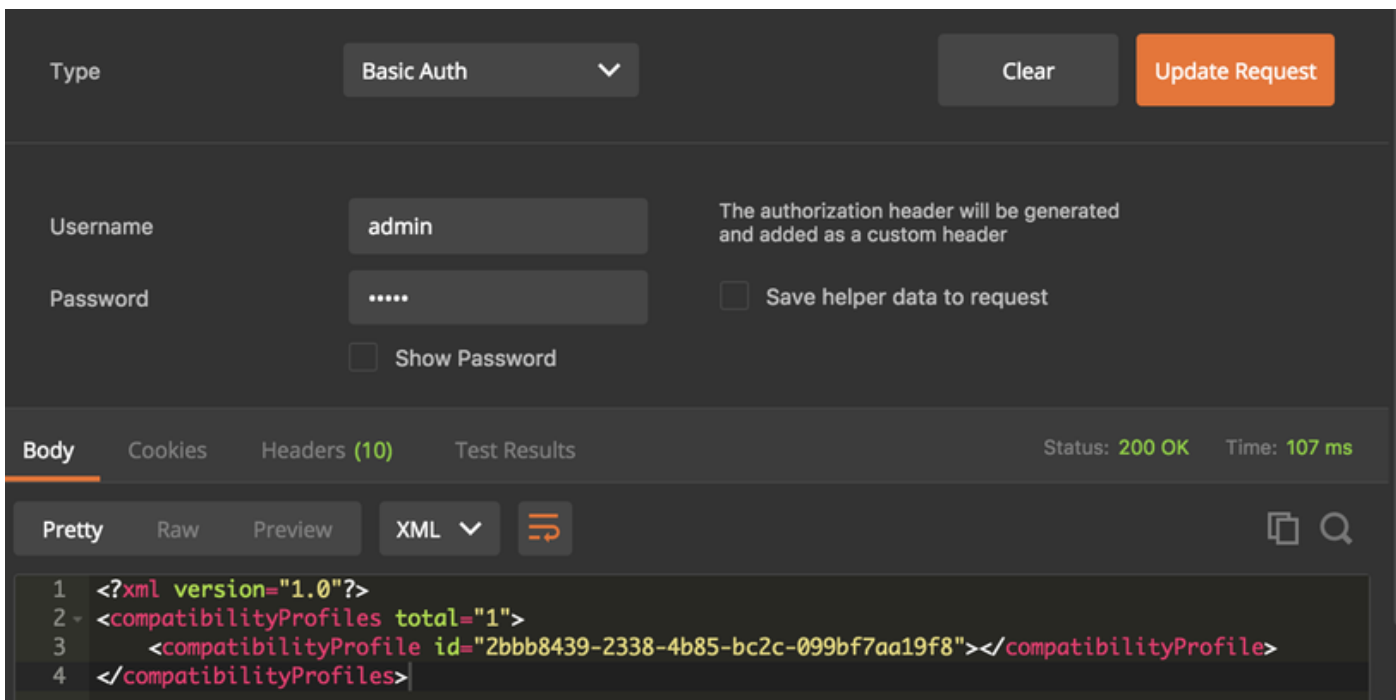 Type Basic Auth Clear Update Request
Username admin The authorization header will be generated
and added as a custom header
Password ••••• Save helper data to request
Show Password
Body Cookies Headers (10) Test Results Status: 200 OK Time: 107 ms
Pretty Raw Preview XML
1 <?xml version="1.0"?>
2 <compatibilityProfiles total="1">
3 <compatibilityProfile id="2bbb8439-2338-4b85-bc2c-099bf7aa19f8"></compatibilityProfile>
4 </compatibilityProfiles>